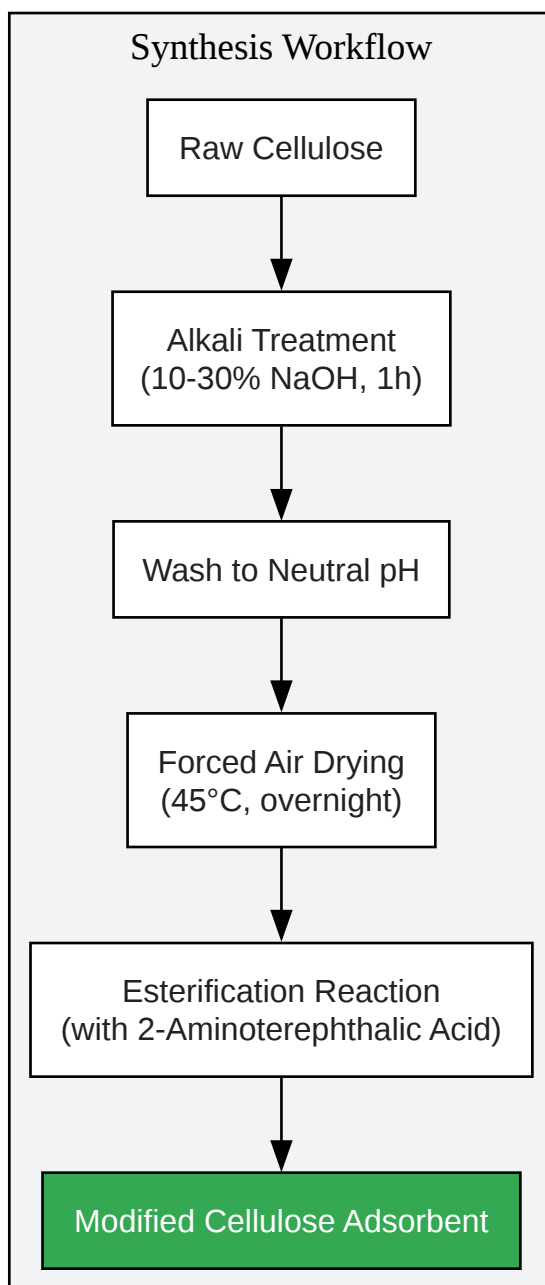 Synthesis Workflow
Raw Cellulose
Alkali Treatment
(10-30% NaOH, 1h)
Wash to Neutral pH
Forced Air Drying
(45°C, overnight)
Esterification Reaction
(with 2-Aminoterephthalic Acid)
Modified Cellulose Adsorbent